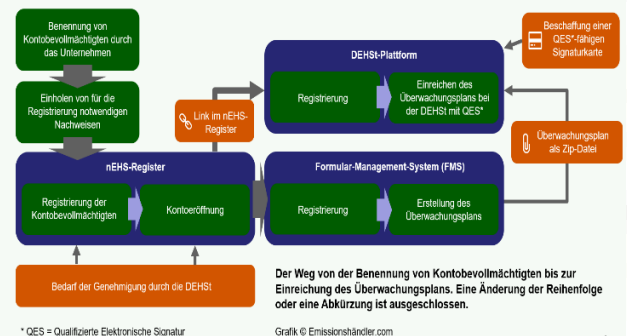 Benennung von
Kontobevollmächtigten durch
das Unternehmen
Einholen von für die
Registrierung notwendigen
Nachweisen
nEHS-Register
Registrierung der
Kontobevollmächtigten
Kontoeröffnung
Bedarf der Genehmigung durch die DEHSt
Link im nEHS-
Register
DEHSt-Plattform
Registrierung
Einreichen des
Überwachungsplans bei
der DEHSt mit QES*
Beschaffung einer
QES*-fähigen
Signaturkarte
Überwachungsplan
als Zip-Datei
Formular-Management-System (FMS)
Registrierung
Erstellung des
Überwachungsplans
Der Weg von der Benennung von Kontobevollmächtigten bis zur
Einreichung des Überwachungsplans. Eine Änderung der Reihenfolge
oder eine Abkürzung ist ausgeschlossen.
* QES = Qualifizierte Elektronische Signatur
Grafik © Emissionshändler.com